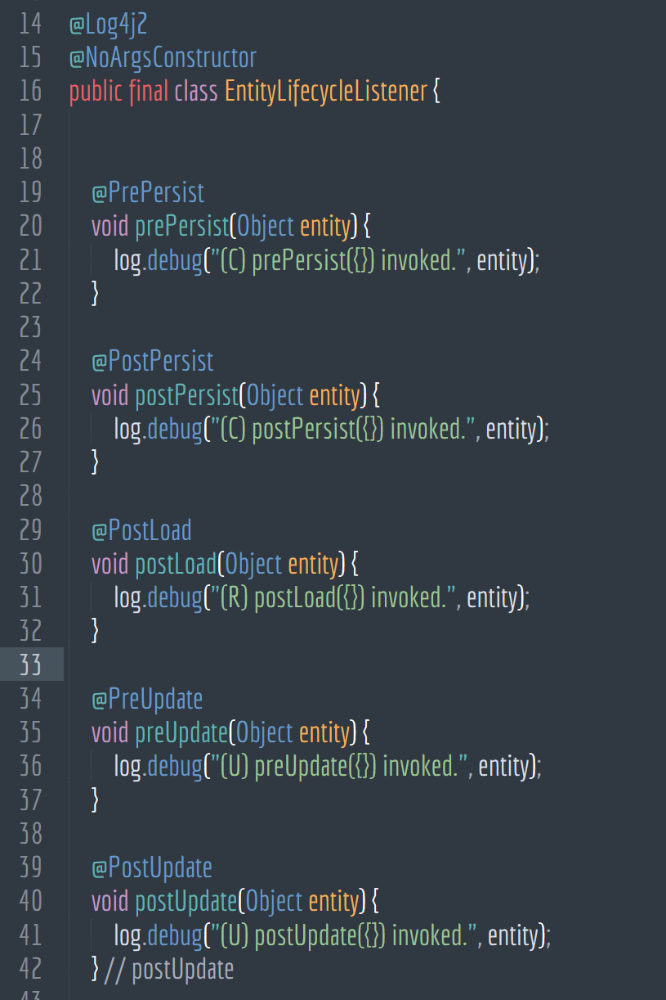 14 @Log4j2
15 @NoArgsConstructor
16 public final class EntityLifecycleListener {
17
18
19 @PrePersist
20 void prePersist(Object entity) {
21 log.debug("(C) prePersist({}) invoked.", entity);
22 }
23
24 @PostPersist
25 void postPersist(Object entity) {
26 log.debug("(C) postPersist({}) invoked.", entity);
27 }
28
29 @PostLoad
30 void postLoad(Object entity) {
31 log.debug("(R) postLoad({}) invoked.", entity);
32 }
33
34 @PreUpdate
35 void preUpdate(Object entity) {
36 log.debug("(U) preUpdate({}) invoked.", entity);
37 }
38
39 @PostUpdate
40 void postUpdate(Object entity) {
41 log.debug("(U) postUpdate({}) invoked.", entity);
42 } // postUpdate
43